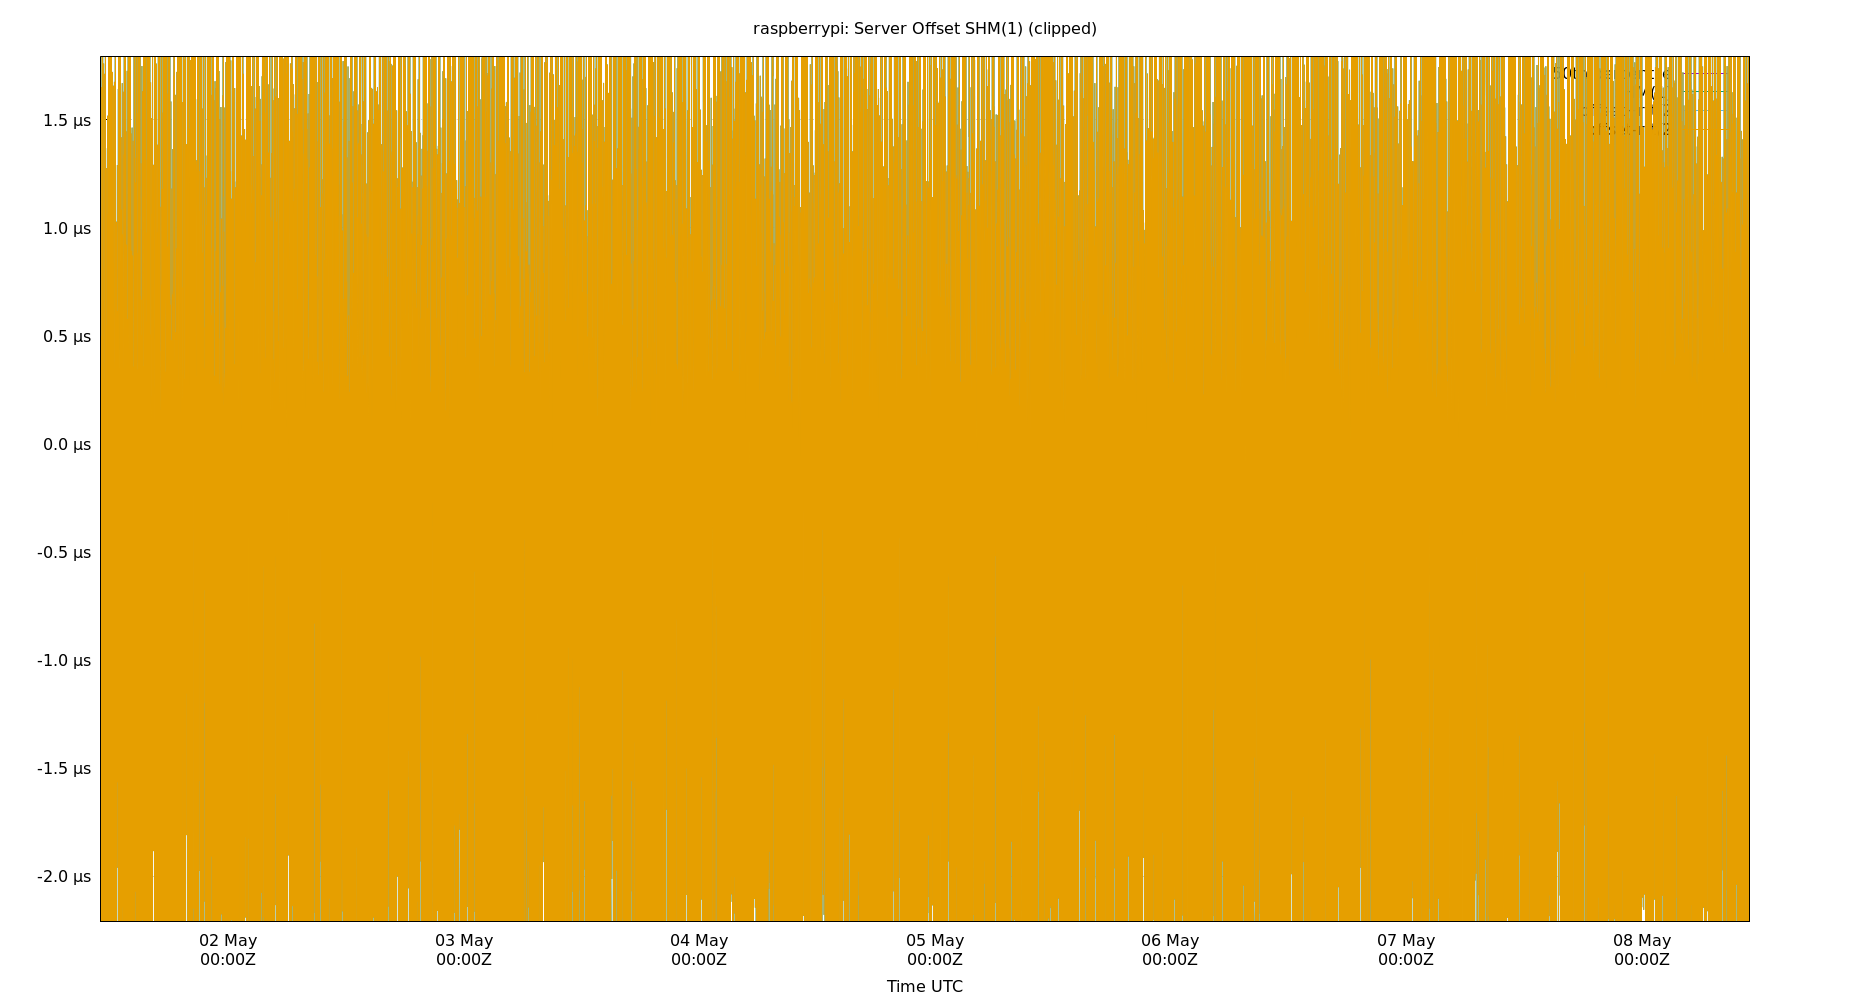 raspberrypi: Server Offset SHM(1) (clipped)
1.5 µs
1.0 µs
0.5 µs
0.0 µs
-0.5 µs
-1.0 µs
-1.5 µs
-2.0 µs
02 May 03 May 04 May 05 May 06 May 07 May 08 May
00:00Z 00:00Z 00:00Z 00:00Z 00:00Z 00:00Z 00:00Z
Time UTC